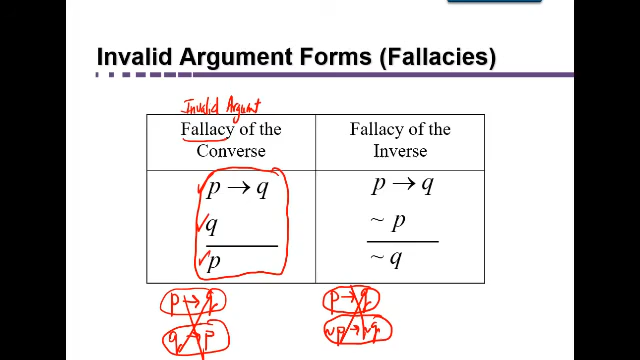 Invalid Argument Forms (Fallacies)
Invalid Argument
Fallacy of the
Converse
p → q
q
p
Fallacy of the
Inverse
p → q
~ p
~ q
p → q
q → p
p → q
~p → ~q